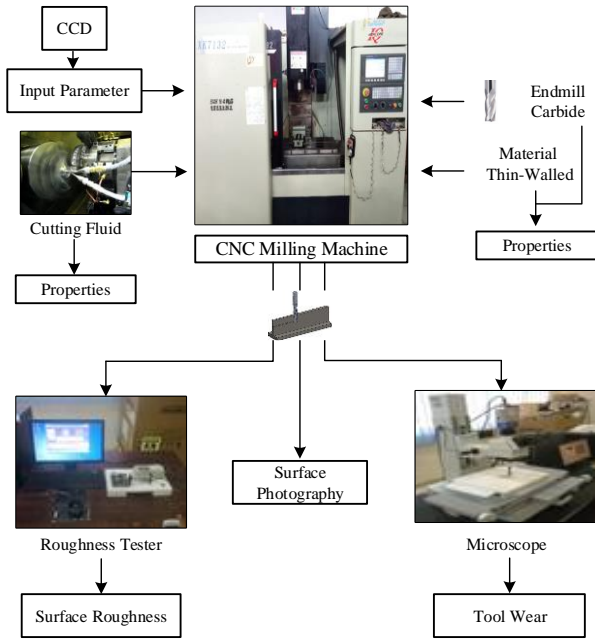 CCD
Input Parameter
XK7132
Endmill
Carbide
Material
Thin-Walled
Cutting Fluid
CNC Milling Machine
Properties
Properties
Surface
Photography
Roughness Tester
Microscope
Surface Roughness
Tool Wear